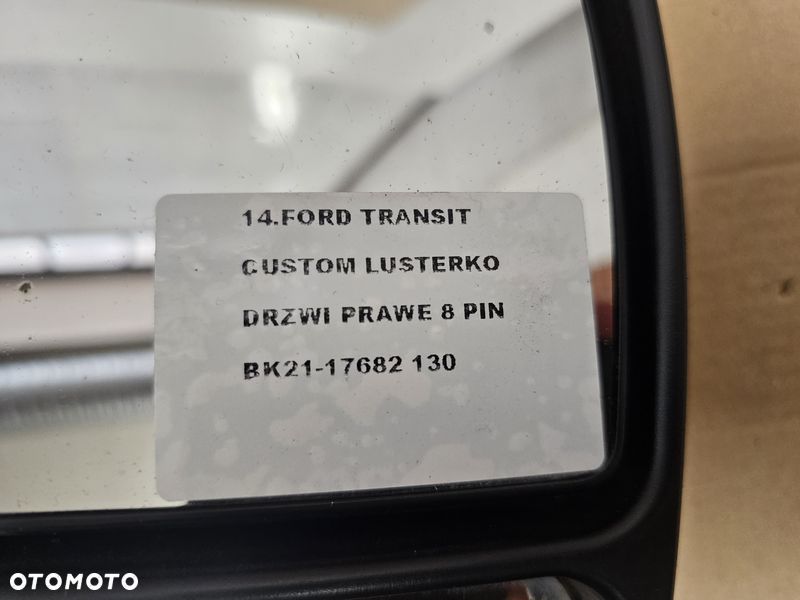 14.FORD TRANSIT
CUSTOM LUSTERKO
DRZWI PRAWE 8 PIN
BK21-17682 130
OTOMOTO